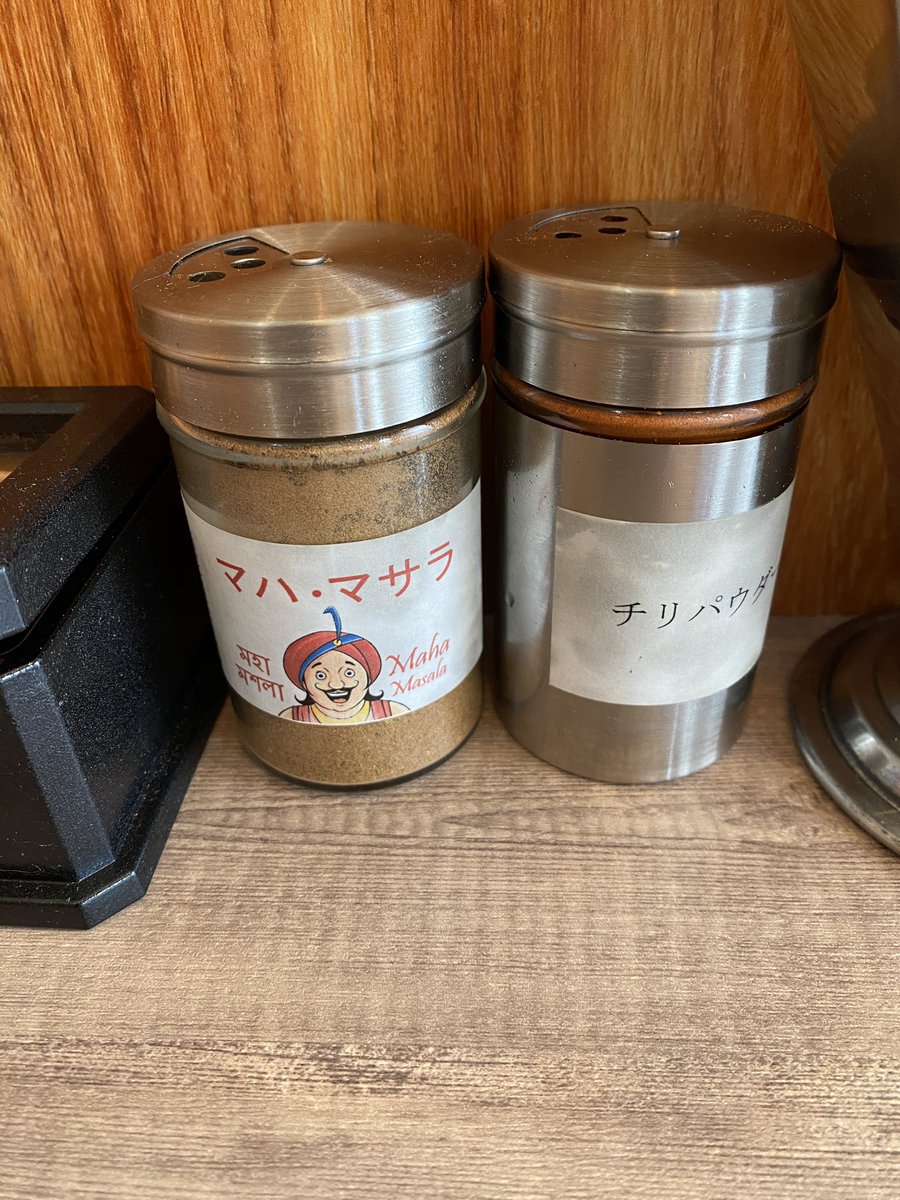 マハ・マサラ
মহা
মশলা
Maha
Masala
チリパウダー